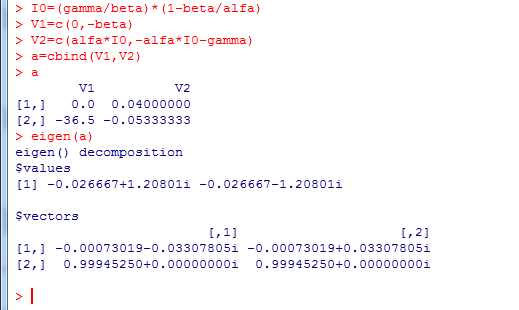 > I0=(gamma/beta)*(1-beta/alfa)
> V1=c(0,-beta)
> V2=c(alfa*I0,-alfa*I0-gamma)
> a=cbind(V1,V2)
> a
V1 V2
[1,] 0.0 0.04000000
[2,] -36.5 -0.05333333
> eigen(a)
eigen() decomposition
$values
[1] -0.026667+1.20801i -0.026667-1.20801i
$vectors
[,1] [,2]
[1,] -0.00073019-0.03307805i -0.00073019+0.03307805i
[2,] 0.99945250+0.00000000i 0.99945250+0.00000000i
>